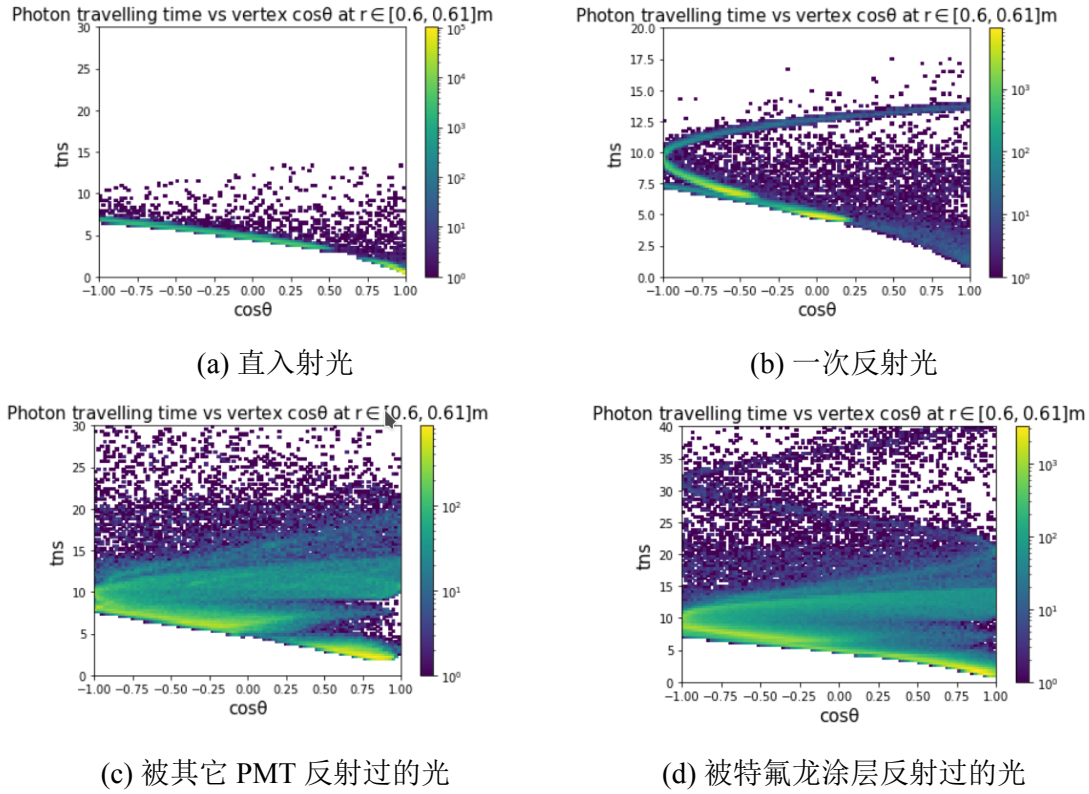 Photon travelling time vs vertex cosθ at r∈[0.6, 0.61]m
30
25
20
15
10
5
0
tns
−1.00 −0.75 −0.50 −0.25 0.00 0.25 0.50 0.75 1.00
cosθ
10⁵
10⁴
10³
10²
10¹
10⁰
(a) 直入射光
Photon travelling time vs vertex cosθ at r∈[0.6, 0.61]m
20.0
17.5
15.0
12.5
10.0
7.5
5.0
2.5
0.0
tns
−1.00 −0.75 −0.50 −0.25 0.00 0.25 0.50 0.75 1.00
cosθ
10³
10²
10¹
10⁰
(b) 一次反射光
Photon travelling time vs vertex cosθ at r∈[0.6, 0.61]m
30
25
20
15
10
5
0
tns
−1.00 −0.75 −0.50 −0.25 0.00 0.25 0.50 0.75 1.00
cosθ
10²
10¹
10⁰
(c) 被其它 PMT 反射过的光
Photon travelling time vs vertex cosθ at r∈[0.6, 0.61]m
40
35
30
25
20
15
10
5
0
tns
−1.00 −0.75 −0.50 −0.25 0.00 0.25 0.50 0.75 1.00
cosθ
10³
10²
10¹
10⁰
(d) 被特氟龙涂层反射过的光